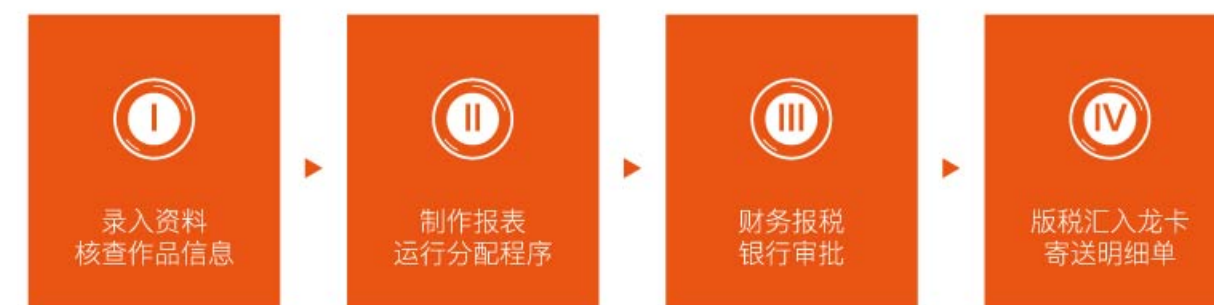 I
录入资料
核查作品信息
II
制作报表
运行分配程序
III
财务报税
银行审批
IV
版税汇入龙卡
寄送明细单